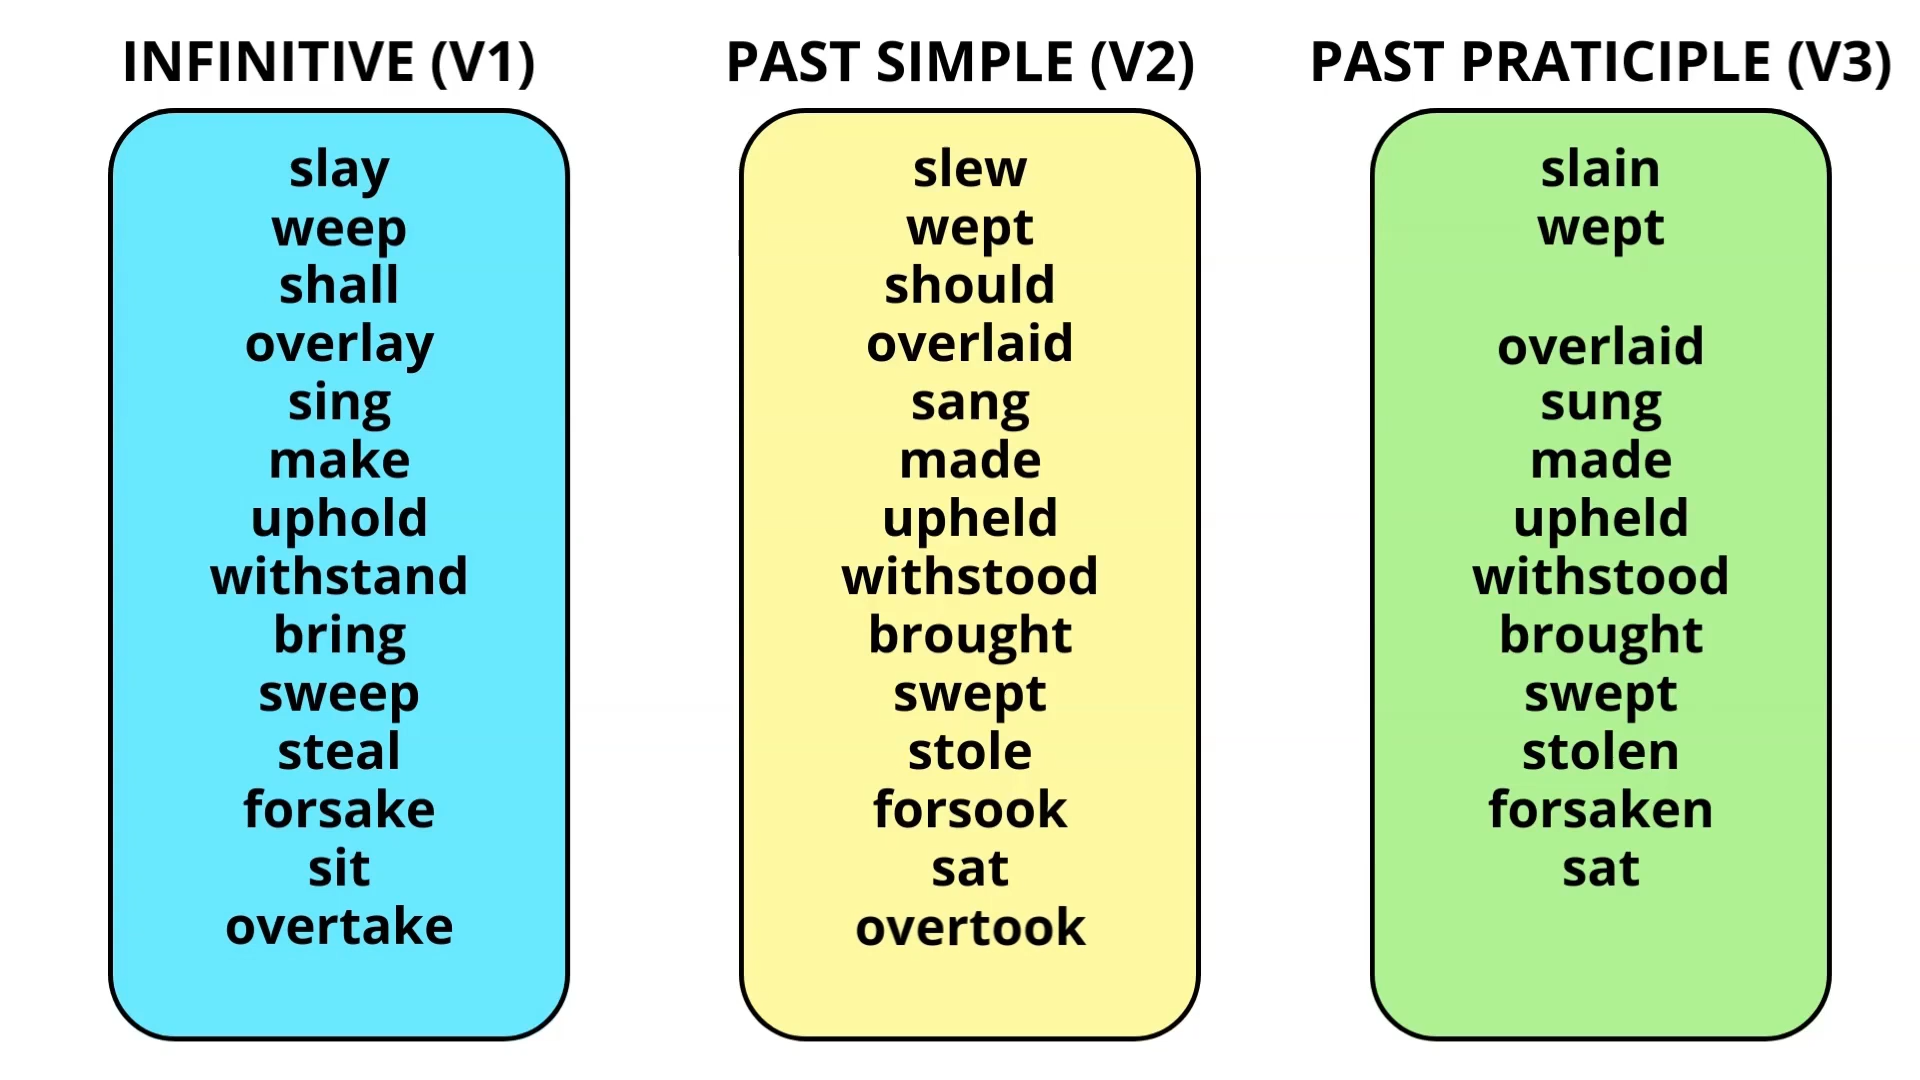 INFINITIVE (V1)
slay
weep
shall
overlay
sing
make
uphold
withstand
bring
sweep
steal
forsake
sit
overtake
PAST SIMPLE (V2)
slew
wept
should
overlaid
sang
made
upheld
withstood
brought
swept
stole
forsook
sat
overtook
PAST PRATICIPLE (V3)
slain
wept
overlaid
sung
made
upheld
withstood
brought
swept
stolen
forsaken
sat